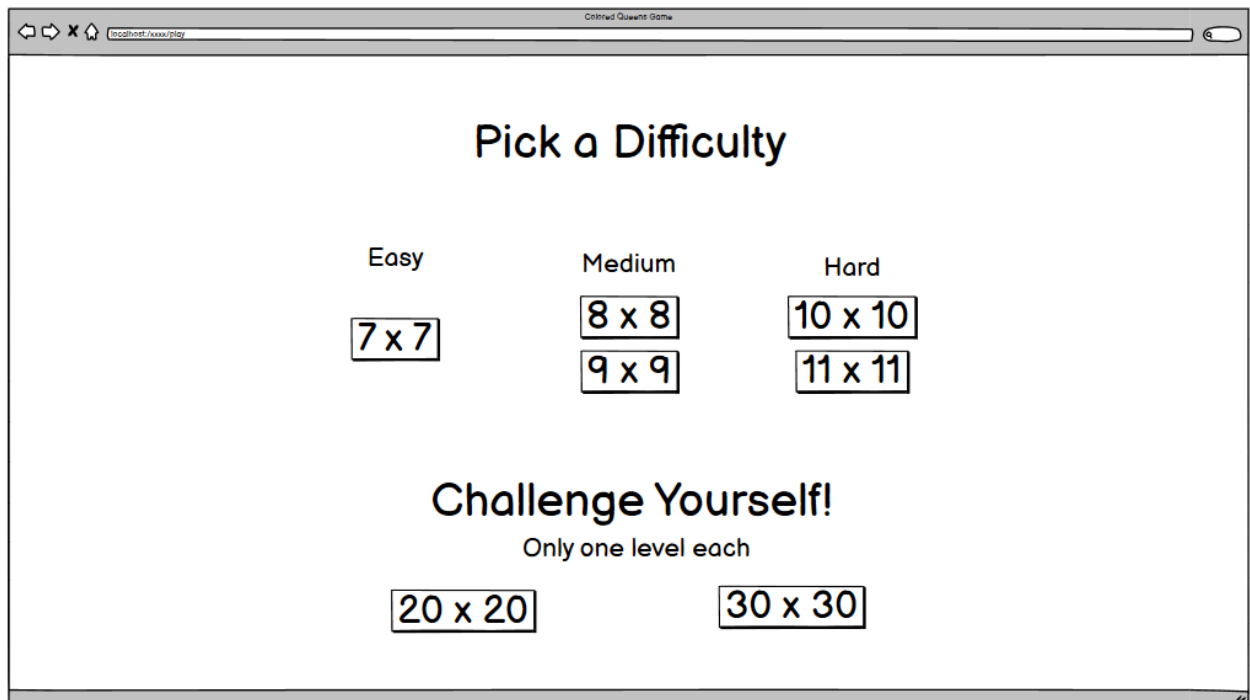 Colored Queens Game
localhost:/xxxx/play
Pick a Difficulty
Easy
Medium
Hard
7 x 7
8 x 8
10 x 10
9 x 9
11 x 11
Challenge Yourself!
Only one level each
20 x 20
30 x 30